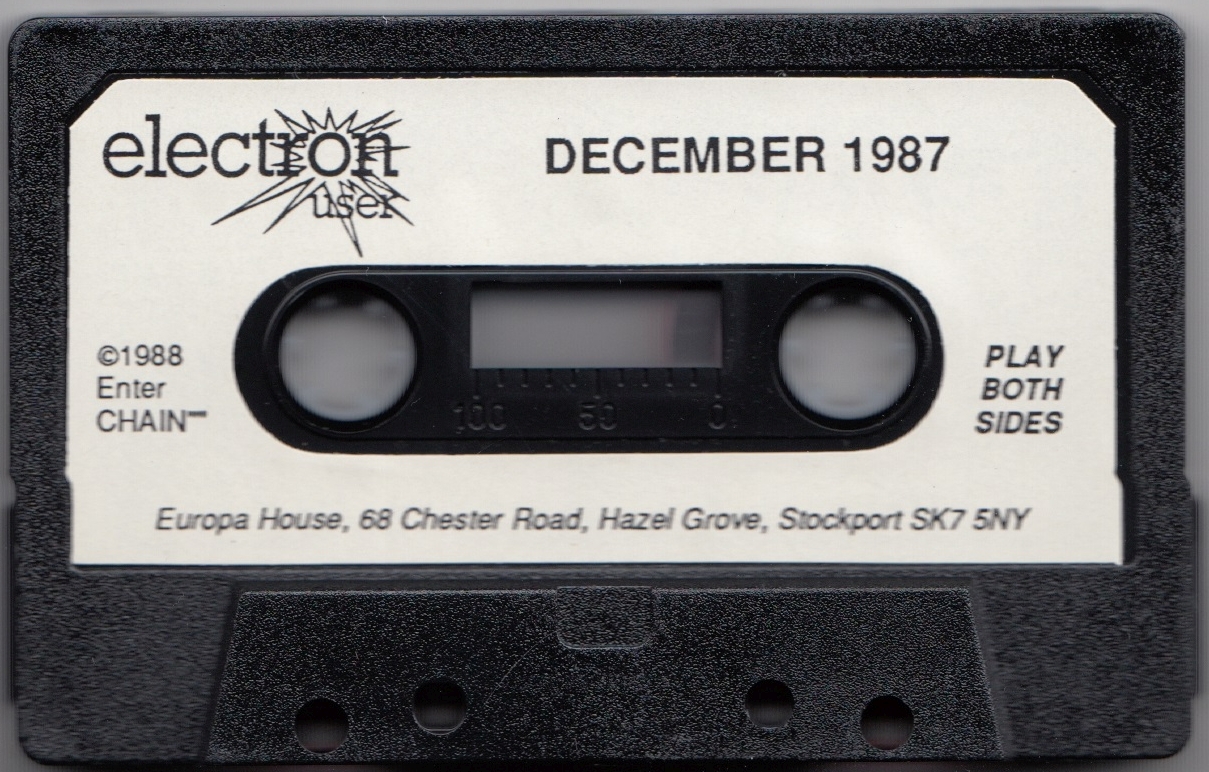 electron
user
DECEMBER 1987
©1988
Enter
CHAIN""
PLAY
BOTH
SIDES
100 50 0
Europa House, 68 Chester Road, Hazel Grove, Stockport SK7 5NY